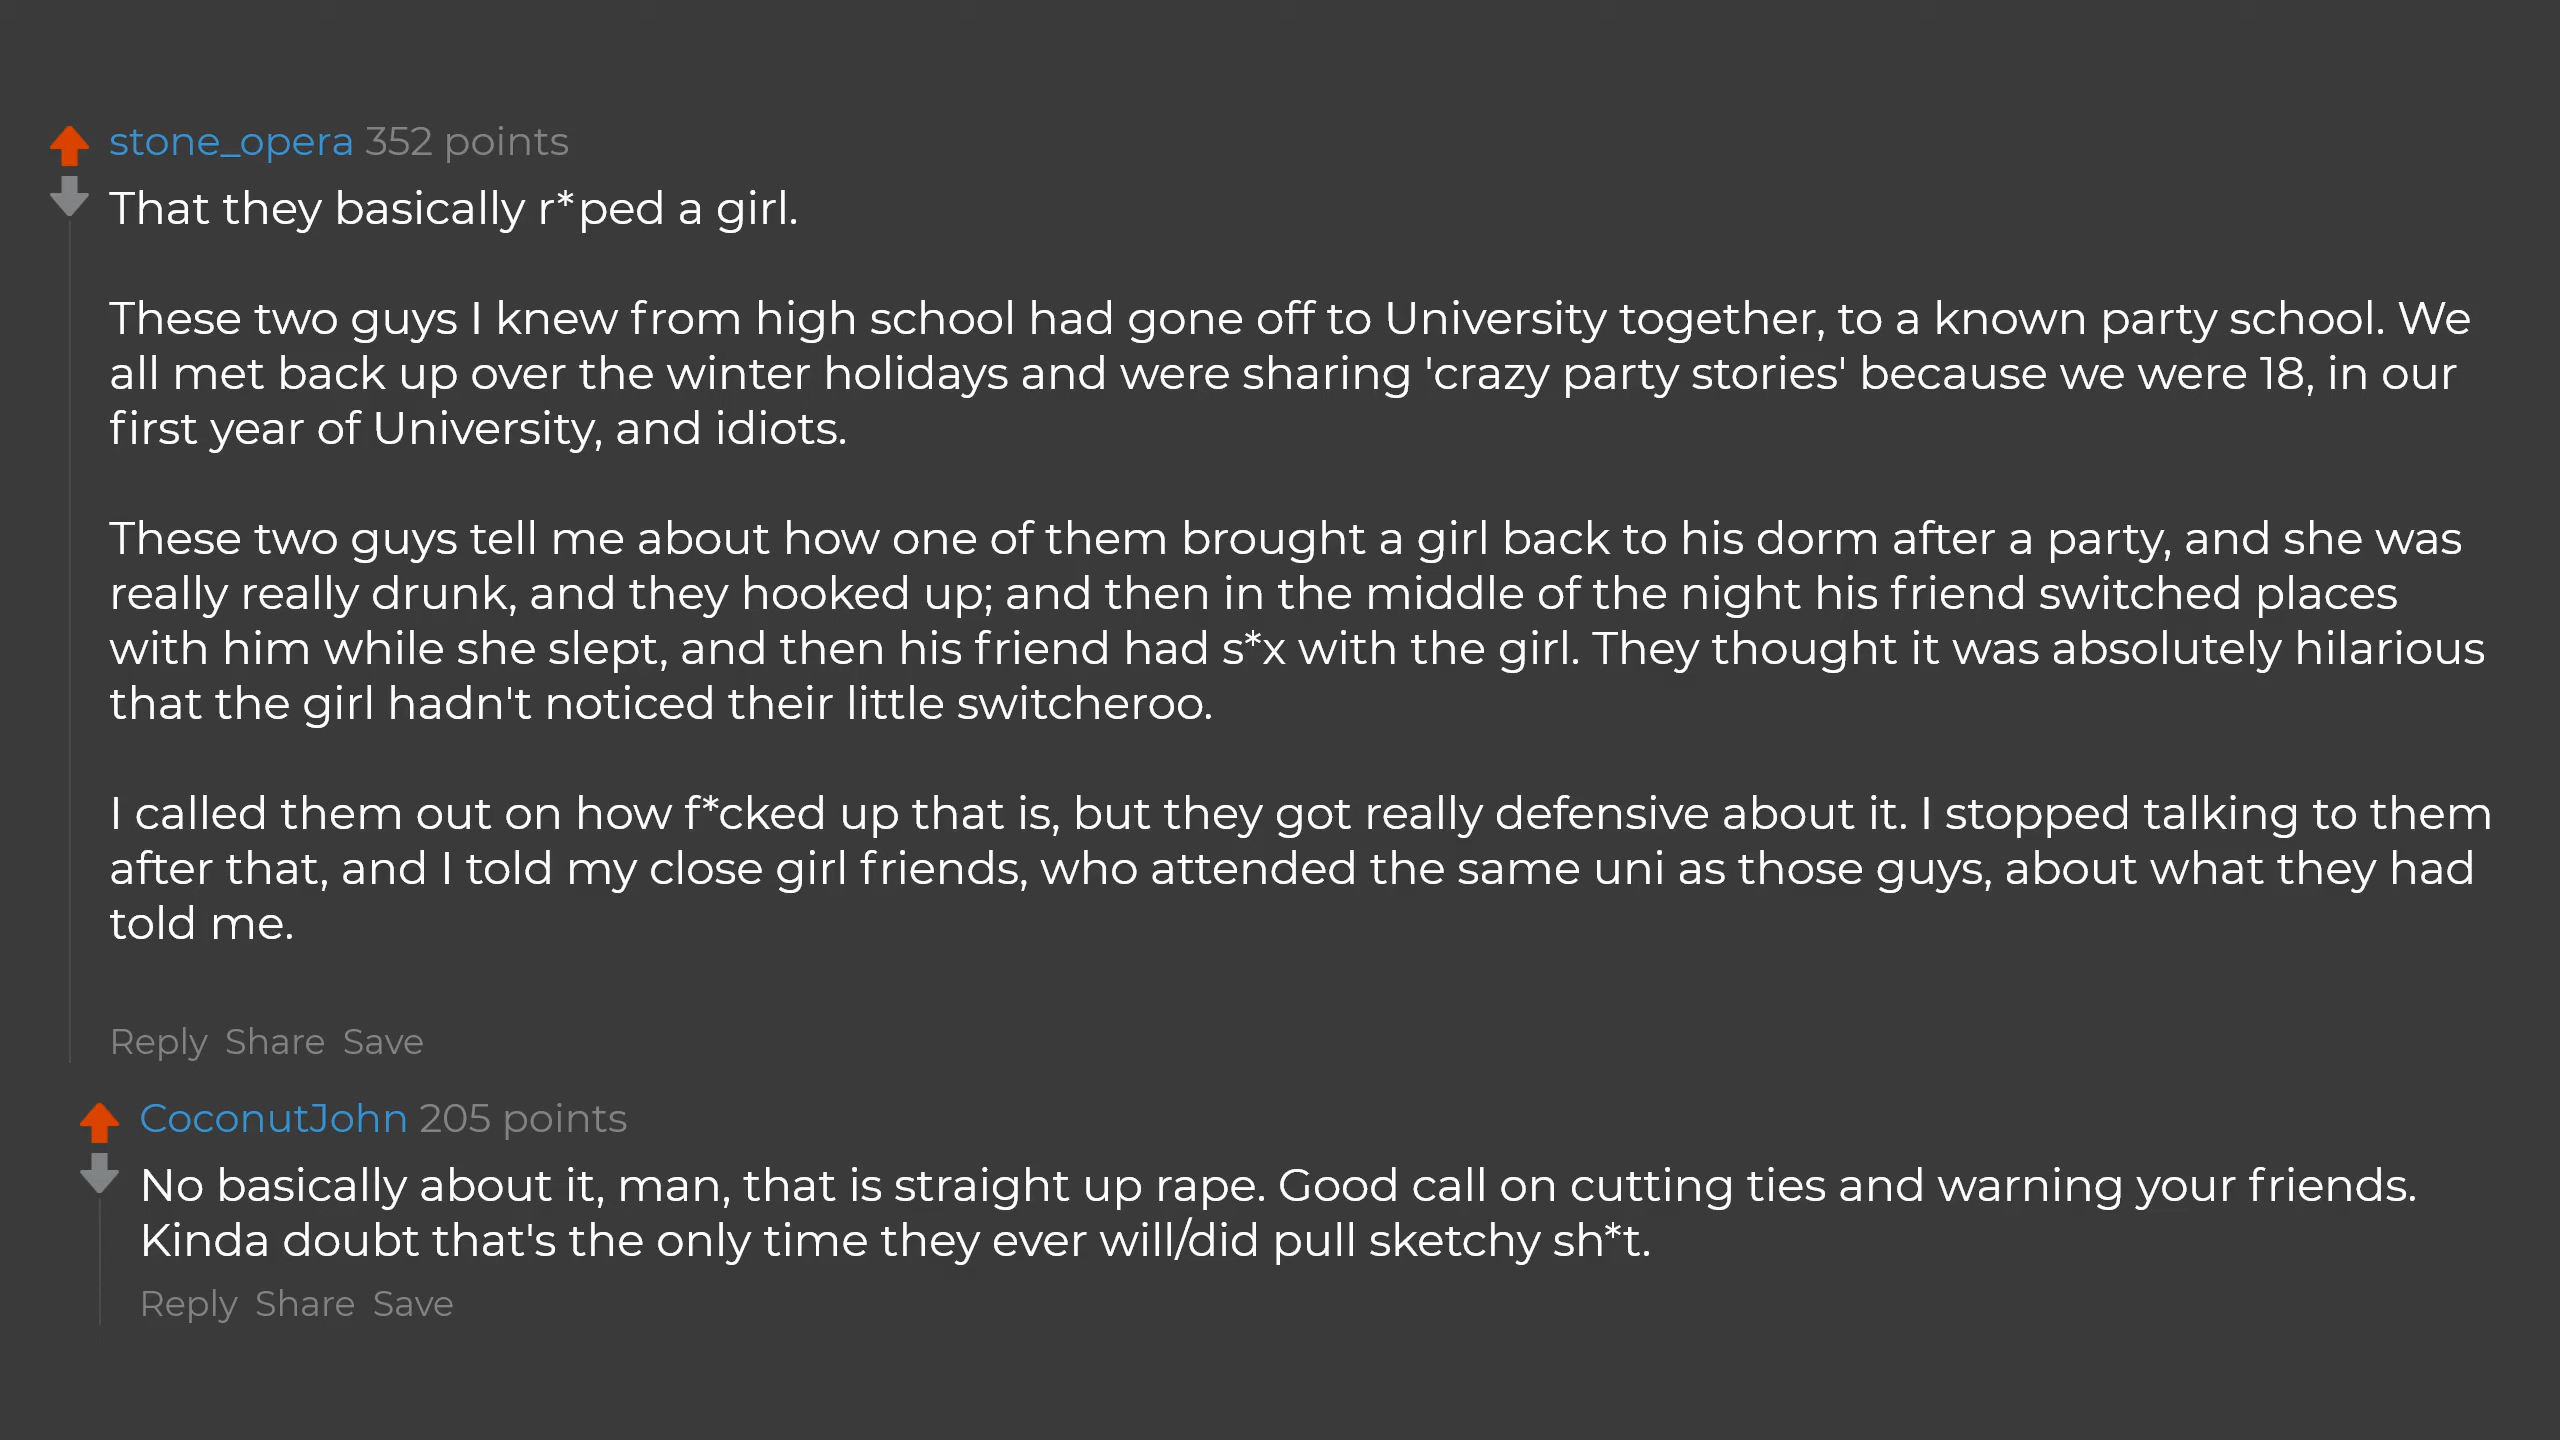 stone_opera 352 points
That they basically r*ped a girl.
These two guys I knew from high school had gone off to University together, to a known party school. We
all met back up over the winter holidays and were sharing 'crazy party stories' because we were 18, in our
first year of University, and idiots.
These two guys tell me about how one of them brought a girl back to his dorm after a party, and she was
really really drunk, and they hooked up; and then in the middle of the night his friend switched places
with him while she slept, and then his friend had s*x with the girl. They thought it was absolutely hilarious
that the girl hadn't noticed their little switcheroo.
I called them out on how f*cked up that is, but they got really defensive about it. I stopped talking to them
after that, and I told my close girl friends, who attended the same uni as those guys, about what they had
told me.
Reply Share Save
CoconutJohn 205 points
No basically about it, man, that is straight up rape. Good call on cutting ties and warning your friends.
Kinda doubt that's the only time they ever will/did pull sketchy sh*t.
Reply Share Save